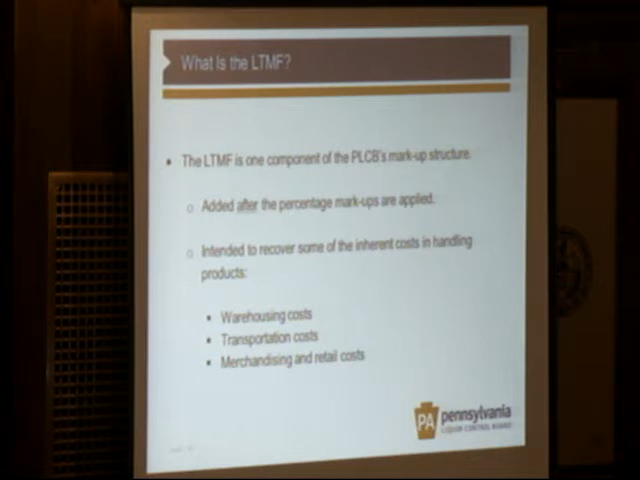 What Is the LTMF?
• The LTMF is one component of the PLCB's mark-up structure.
o Added after the percentage mark-ups are applied.
o Intended to recover some of the inherent costs in handling
products:
• Warehousing costs
• Transportation costs
• Merchandising and retail costs
PA pennsylvania
LIQUOR CONTROL BOARD